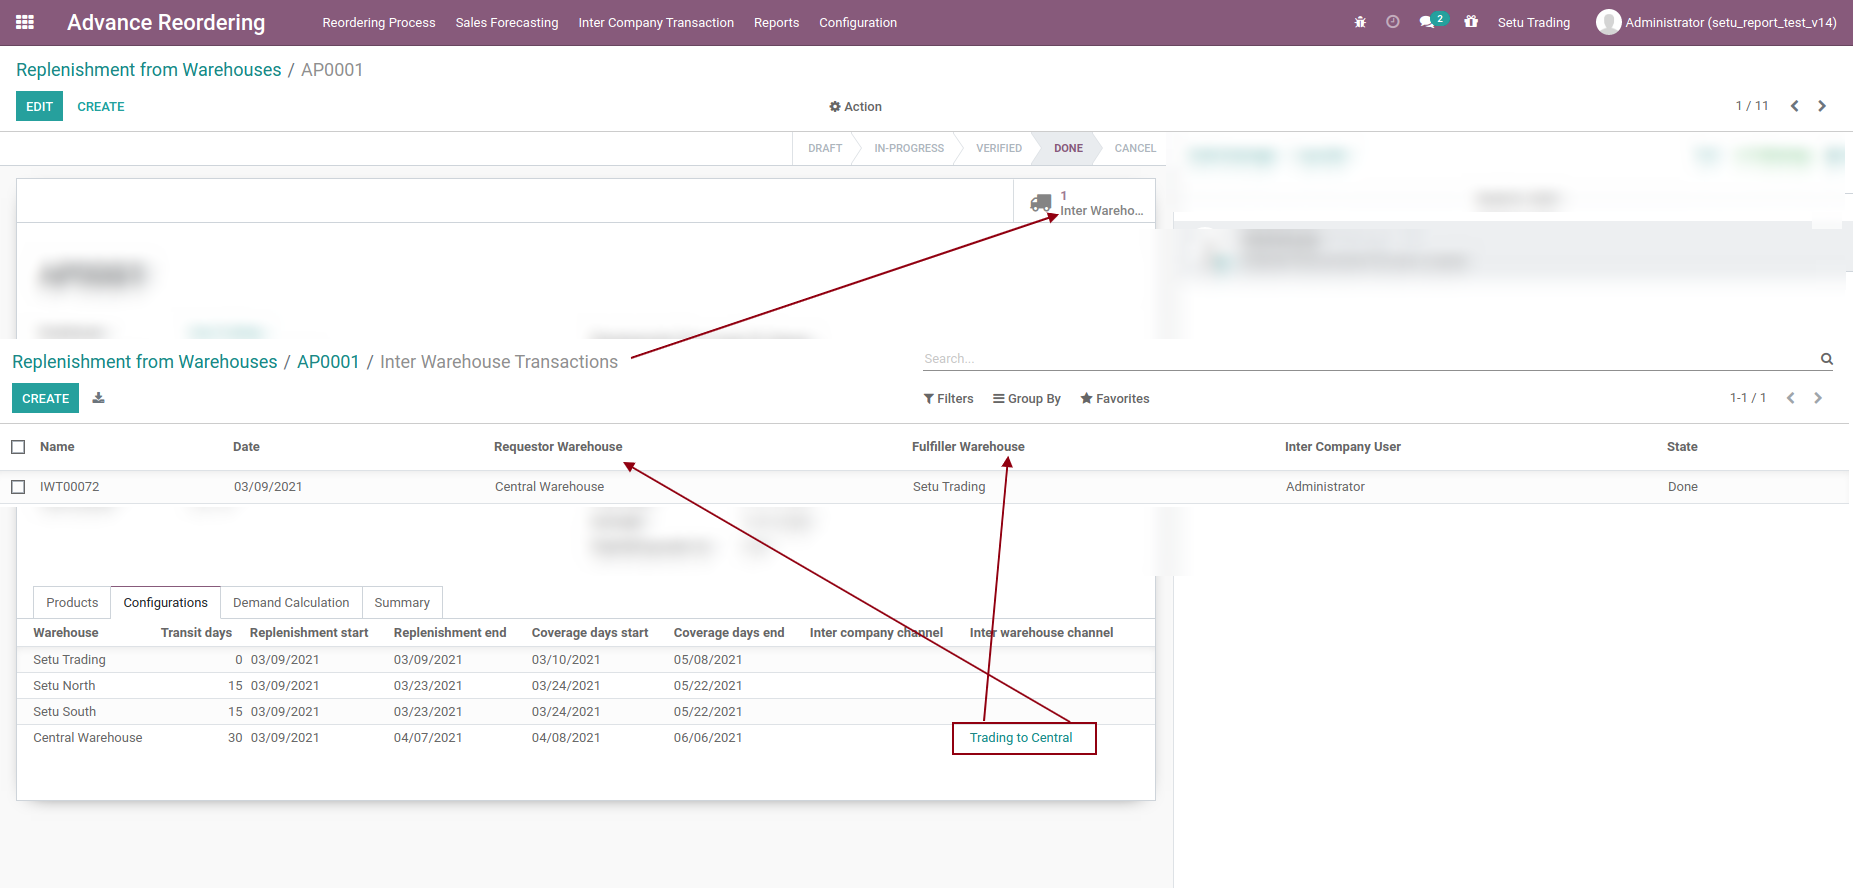 Advance Reordering Reordering Process Sales Forecasting Inter Company Transaction Reports Configuration 2 Setu Trading Administrator (setu_report_test_v14)
Replenishment from Warehouses / AP0001
EDIT CREATE Action 1 / 11
DRAFT IN-PROGRESS VERIFIED DONE CANCEL
1
Inter Wareho...
Replenishment from Warehouses / AP0001 / Inter Warehouse Transactions Search...
CREATE Filters Group By Favorites 1-1 / 1
Name Date Requestor Warehouse Fulfiller Warehouse Inter Company User State
IWT00072 03/09/2021 Central Warehouse Setu Trading Administrator Done
Products Configurations Demand Calculation Summary
Warehouse Transit days Replenishment start Replenishment end Coverage days start Coverage days end Inter company channel Inter warehouse channel
Setu Trading 0 03/09/2021 03/09/2021 03/10/2021 05/08/2021
Setu North 15 03/09/2021 03/23/2021 03/24/2021 05/22/2021
Setu South 15 03/09/2021 03/23/2021 03/24/2021 05/22/2021
Central Warehouse 30 03/09/2021 04/07/2021 04/08/2021 06/06/2021 Trading to Central